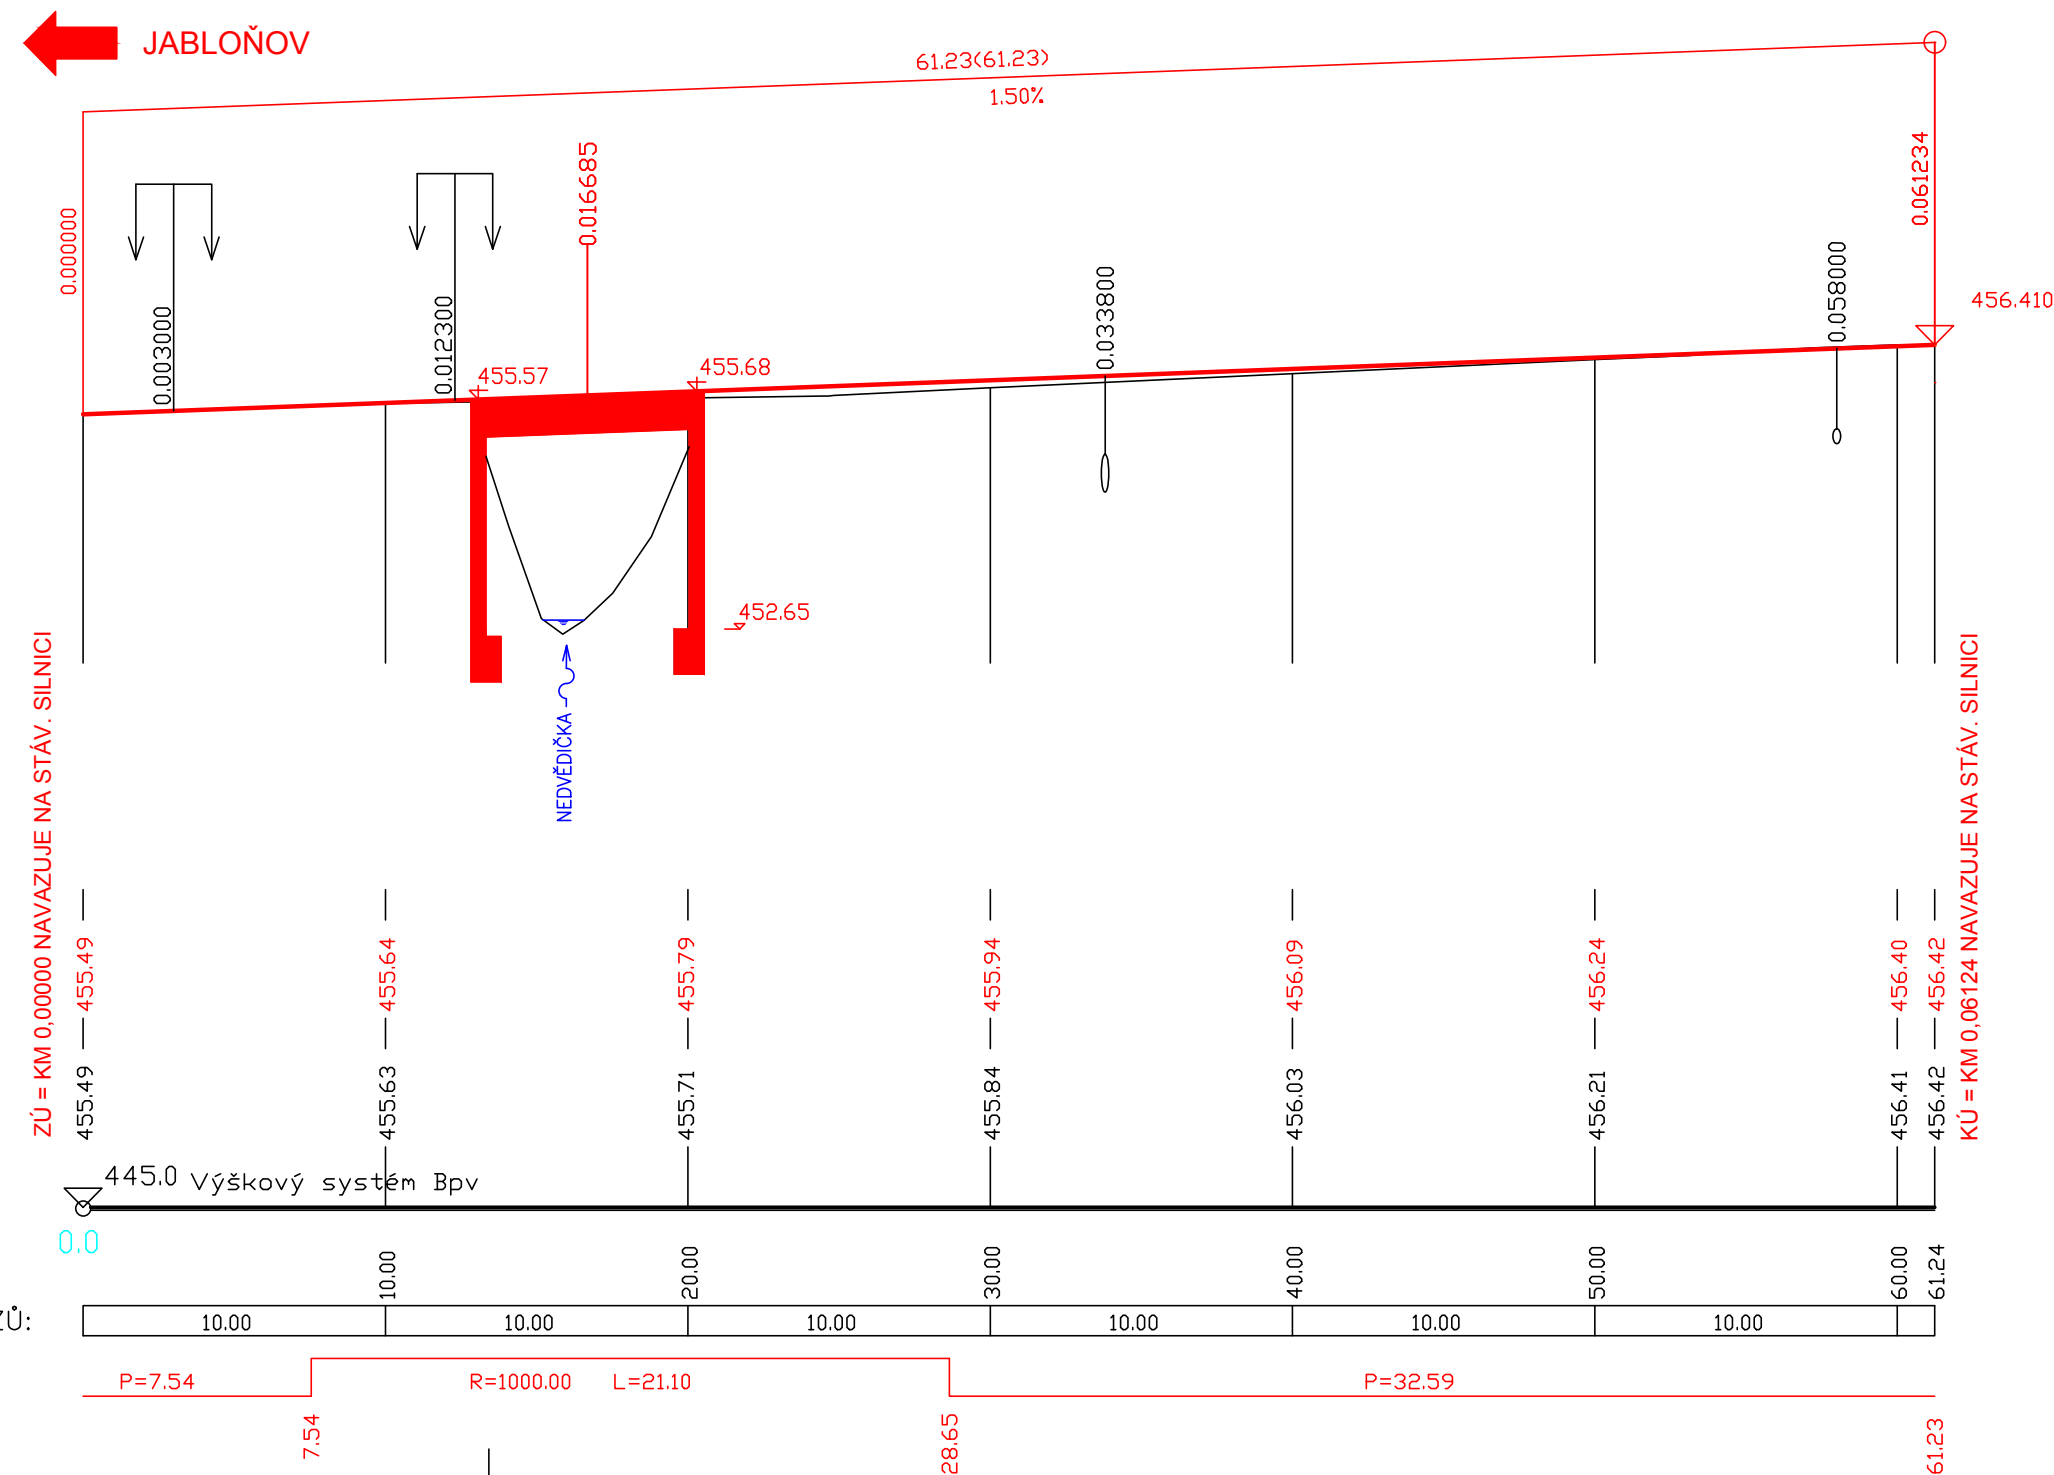 JABLOŇOV
61.23(61.23)
1.50%
0.000000
0.003000
0.012300
0.016685
0.033800
0.058000
0.061234
456.410
455.57
455.68
452.65
NEDVĚDIČKA
ZÚ = KM 0,00000 NAVAZUJE NA STÁV. SILNICI
KÚ = KM 0,06124 NAVAZUJE NA STÁV. SILNICI
455.49 455.64 455.79 455.94 456.09 456.24 456.40 456.42
455.49 455.63 455.71 455.84 456.03 456.21 456.41 456.42
445.0 Výškový systém Bpv
0.0
10.00 20.00 30.00 40.00 50.00 60.00 61.24
10.00 10.00 10.00 10.00 10.00 10.00
P=7.54 R=1000.00 L=21.10 P=32.59
7.54 28.65 61.23